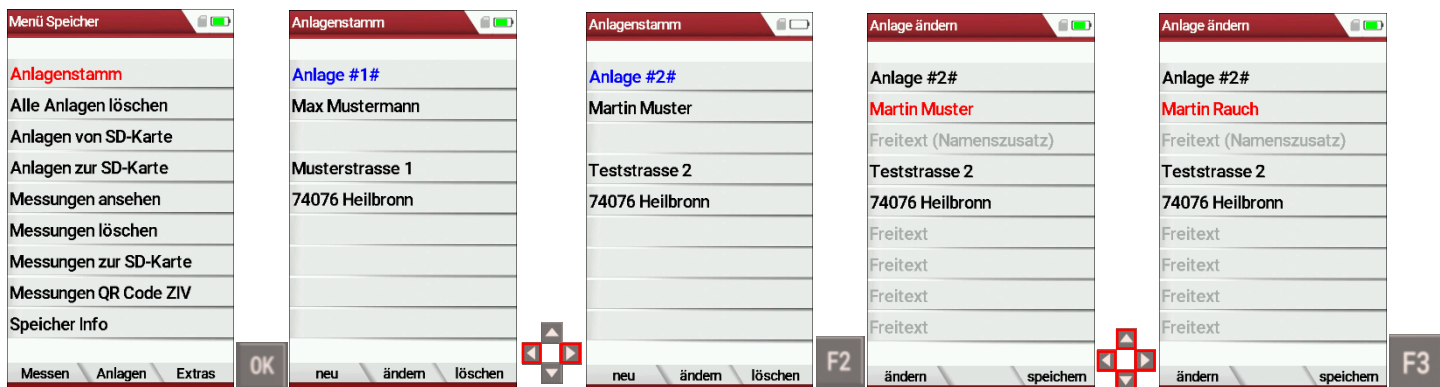 Menü Speicher
Anlagenstamm
Alle Anlagen löschen
Anlagen von SD-Karte
Anlagen zur SD-Karte
Messungen ansehen
Messungen löschen
Messungen zur SD-Karte
Messungen QR Code ZIV
Speicher Info
Messen Anlagen Extras
OK
Anlagenstamm
Anlage #1#
Max Mustermann
Musterstrasse 1
74076 Heilbronn
neu ändern löschen
Anlagenstamm
Anlage #2#
Martin Muster
Teststrasse 2
74076 Heilbronn
neu ändern löschen
F2
Anlage ändern
Anlage #2#
Martin Muster
Freitext (Namenszusatz)
Teststrasse 2
74076 Heilbronn
Freitext
Freitext
Freitext
Freitext
ändern speichern
Anlage ändern
Anlage #2#
Martin Rauch
Freitext (Namenszusatz)
Teststrasse 2
74076 Heilbronn
Freitext
Freitext
Freitext
Freitext
ändern speichern
F3